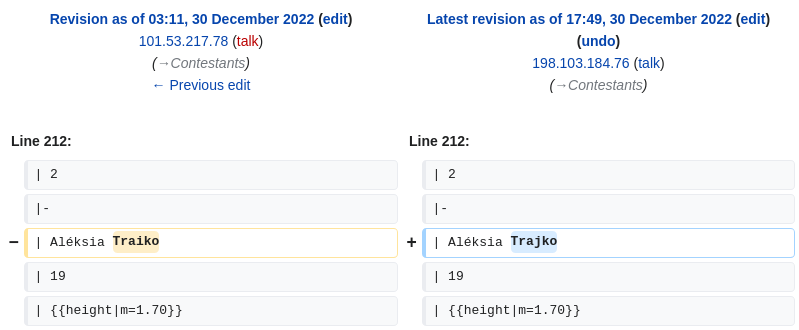 Revision as of 03:11, 30 December 2022 (edit)
101.53.217.78 (talk)
(→Contestants)
← Previous edit
Latest revision as of 17:49, 30 December 2022 (edit)
(undo)
198.103.184.76 (talk)
(→Contestants)
Line 212:
Line 212:
| 2
| 2
|-
|-
− | Aléksia Traiko
+ | Aléksia Trajko
| 19
| 19
| {{height|m=1.70}}
| {{height|m=1.70}}